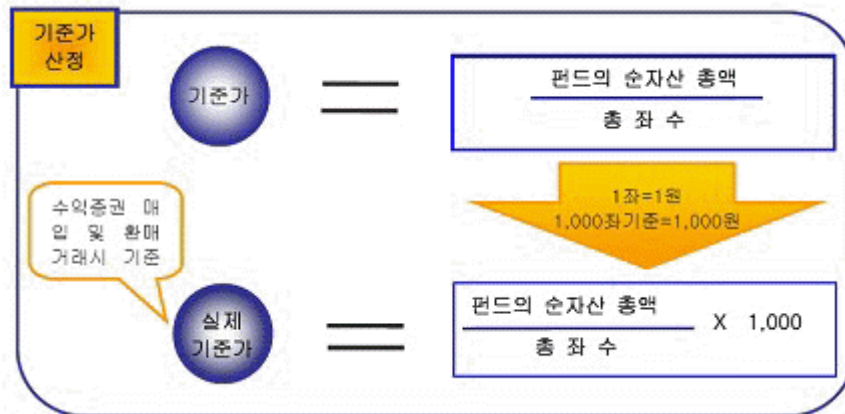 기준가
산정
기준가
펀드의 순자산 총액
총 좌 수
1좌=1원
1,000좌기준=1,000원
수익증권 매
입 및 환매
거래시 기준
실제
기준가
펀드의 순자산 총액
총 좌 수
X 1,000